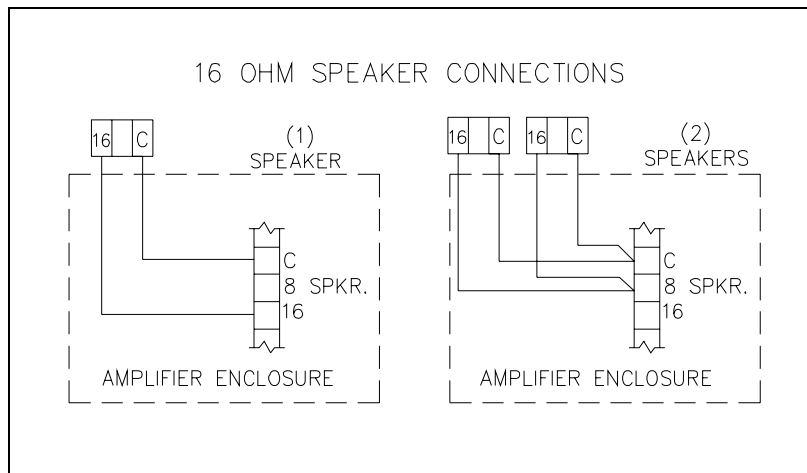 16 OHM SPEAKER CONNECTIONS
16 C
(1)
SPEAKER
C
8 SPKR.
16
AMPLIFIER ENCLOSURE
16 C 16 C
(2)
SPEAKERS
C
8 SPKR.
16
AMPLIFIER ENCLOSURE